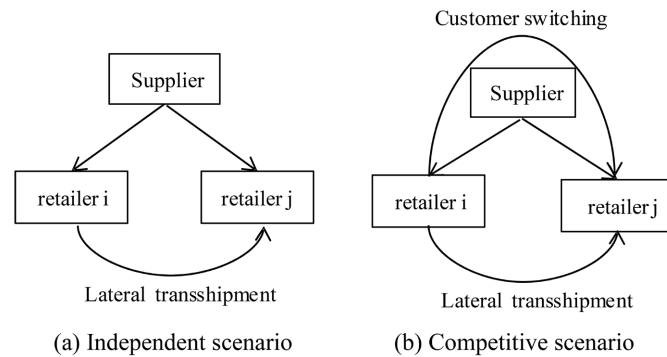 Supplier
retailer i
retailer j
Lateral transshipment
(a) Independent scenario
Customer switching
Supplier
retailer i
retailer j
Lateral transshipment
(b) Competitive scenario